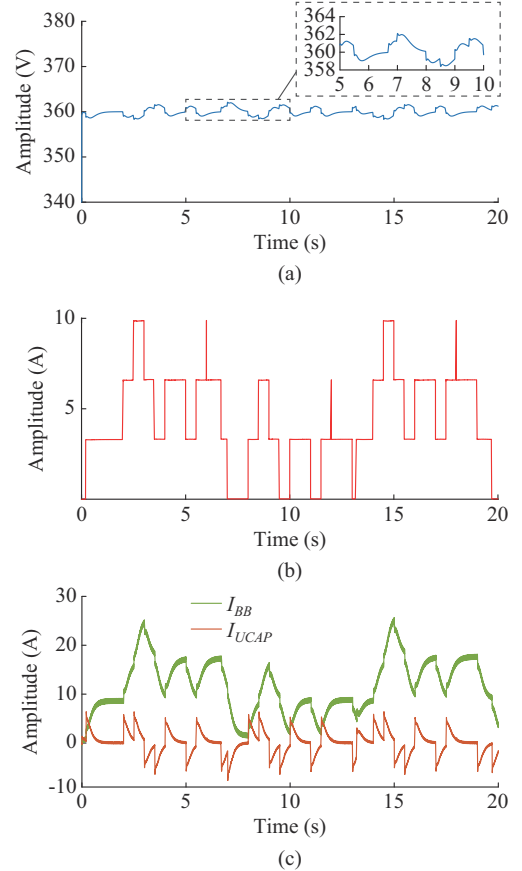 380
364
362
360
358
5 6 7 8 9 10
370
360
350
340
Amplitude (V)
0 5 10 15 20
Time (s)
(a)
10
5
Amplitude (A)
0 5 10 15 20
Time (s)
(b)
30
20
10
0
-10
Amplitude (A)
I_BB
I_UCAP
0 5 10 15 20
Time (s)
(c)